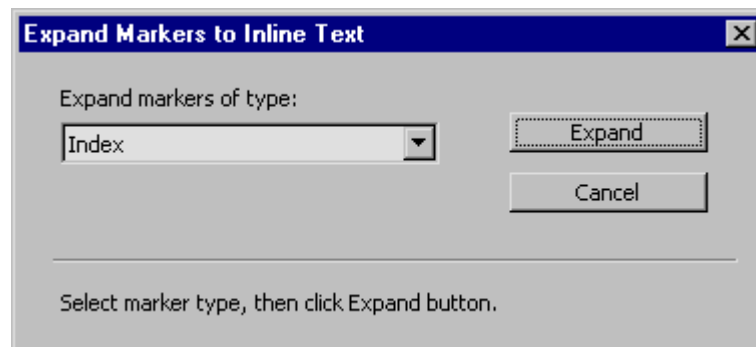 Expand Markers to Inline Text
Expand markers of type:
Index
Expand
Cancel
Select marker type, then click Expand button.